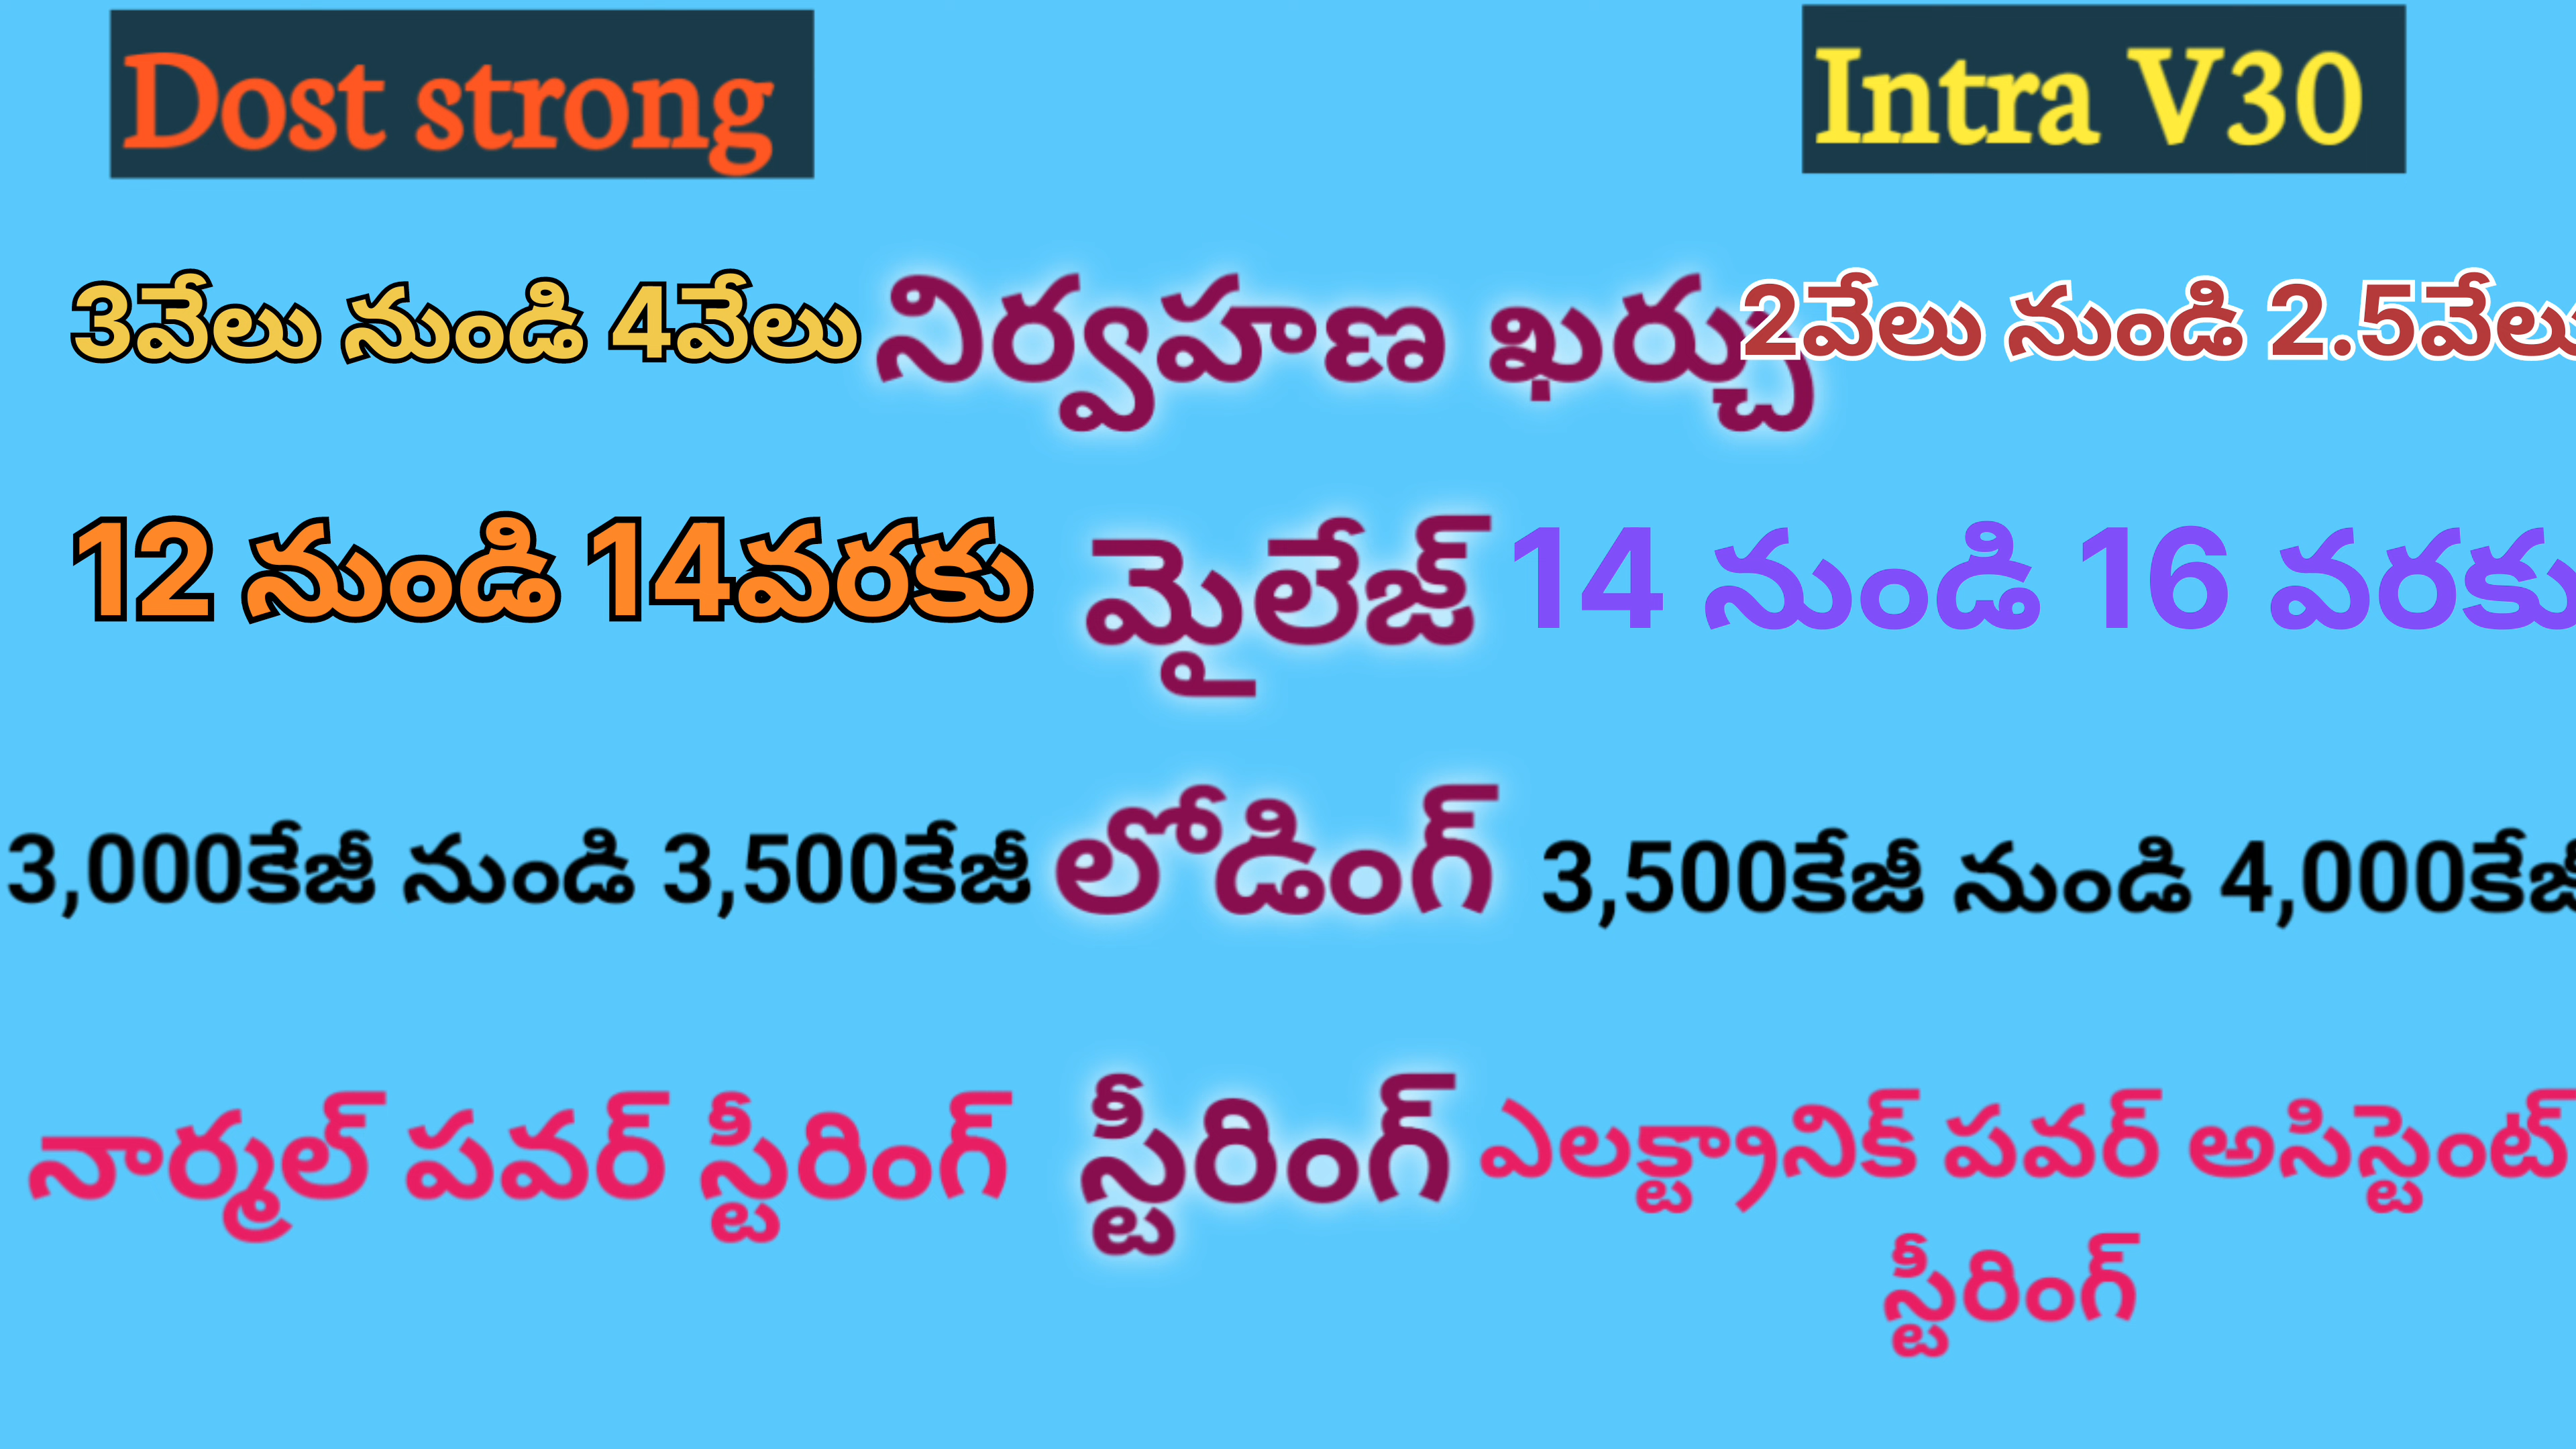 Dost strong Intra V30
3వేలు నుండి 4వేలు నిర్వహణ ఖర్చు 2వేలు నుండి 2.5వేలు
12 నుండి 14వరకు మైలేజ్ 14 నుండి 16 వరకు
3,000కేజీ నుండి 3,500కేజీ లోడింగ్ 3,500కేజీ నుండి 4,000కేజీ
నార్మల్ పవర్ స్టీరింగ్ స్టీరింగ్ ఎలక్ట్రానిక్ పవర్ అసిస్టెంట్
స్టీరింగ్